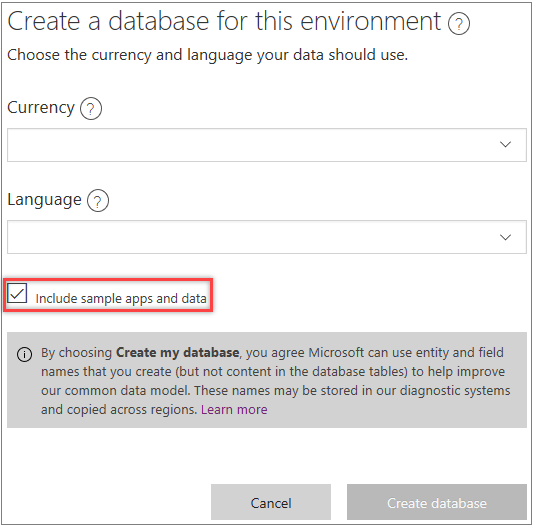 Create a database for this environment ?
Choose the currency and language your data should use.
Currency ?
Language ?
Include sample apps and data
By choosing Create my database, you agree Microsoft can use entity and field
names that you create (but not content in the database tables) to help improve
our common data model. These names may be stored in our diagnostic systems
and copied across regions. Learn more
Cancel
Create database